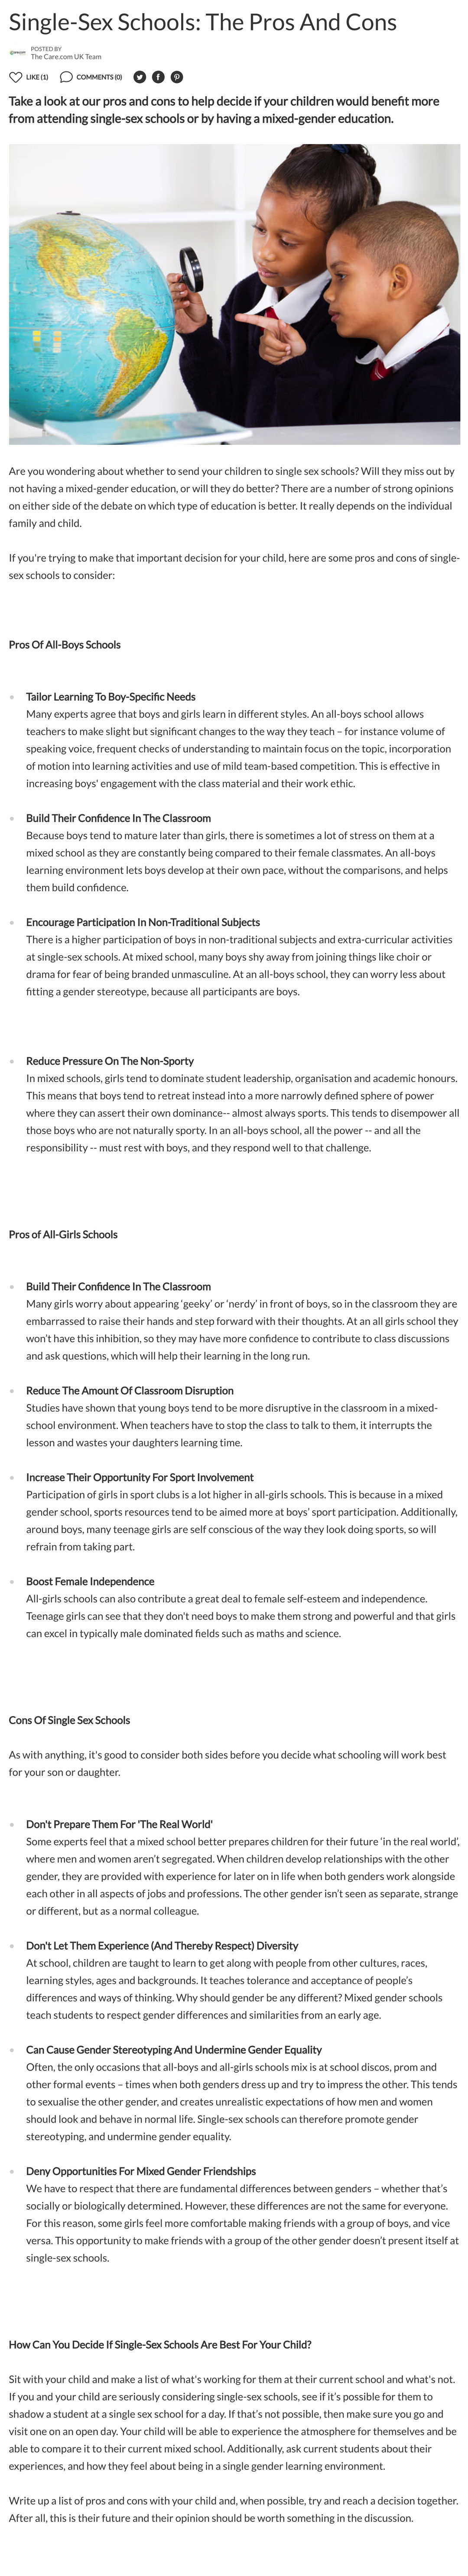 Single-Sex Schools: The Pros And Cons
POSTED BY
The Care.com UK Team
LIKE (1) COMMENTS (0)
Take a look at our pros and cons to help decide if your children would benefit more
from attending single-sex schools or by having a mixed-gender education.
Are you wondering about whether to send your children to single sex schools? Will they miss out by
not having a mixed-gender education, or will they do better? There are a number of strong opinions
on either side of the debate on which type of education is better. It really depends on the individual
family and child.
If you're trying to make that important decision for your child, here are some pros and cons of single-
sex schools to consider:
Pros Of All-Boys Schools
Tailor Learning To Boy-Specific Needs
Many experts agree that boys and girls learn in different styles. An all-boys school allows
teachers to make slight but significant changes to the way they teach – for instance volume of
speaking voice, frequent checks of understanding to maintain focus on the topic, incorporation
of motion into learning activities and use of mild team-based competition. This is effective in
increasing boys' engagement with the class material and their work ethic.
Build Their Confidence In The Classroom
Because boys tend to mature later than girls, there is sometimes a lot of stress on them at a
mixed school as they are constantly being compared to their female classmates. An all-boys
learning environment lets boys develop at their own pace, without the comparisons, and helps
them build confidence.
Encourage Participation In Non-Traditional Subjects
There is a higher participation of boys in non-traditional subjects and extra-curricular activities
at single-sex schools. At mixed school, many boys shy away from joining things like choir or
drama for fear of being branded unmasculine. At an all-boys school, they can worry less about
fitting a gender stereotype, because all participants are boys.
Reduce Pressure On The Non-Sporty
In mixed schools, girls tend to dominate student leadership, organisation and academic honours.
This means that boys tend to retreat instead into a more narrowly defined sphere of power
where they can assert their own dominance-- almost always sports. This tends to disempower all
those boys who are not naturally sporty. In an all-boys school, all the power -- and all the
responsibility -- must rest with boys, and they respond well to that challenge.
Pros of All-Girls Schools
Build Their Confidence In The Classroom
Many girls worry about appearing ‘geeky’ or ‘nerdy’ in front of boys, so in the classroom they are
embarrassed to raise their hands and step forward with their thoughts. At an all girls school they
won’t have this inhibition, so they may have more confidence to contribute to class discussions
and ask questions, which will help their learning in the long run.
Reduce The Amount Of Classroom Disruption
Studies have shown that young boys tend to be more disruptive in the classroom in a mixed-
school environment. When teachers have to stop the class to talk to them, it interrupts the
lesson and wastes your daughters learning time.
Increase Their Opportunity For Sport Involvement
Participation of girls in sport clubs is a lot higher in all-girls schools. This is because in a mixed
gender school, sports resources tend to be aimed more at boys’ sport participation. Additionally,
around boys, many teenage girls are self conscious of the way they look doing sports, so will
refrain from taking part.
Boost Female Independence
All-girls schools can also contribute a great deal to female self-esteem and independence.
Teenage girls can see that they don't need boys to make them strong and powerful and that girls
can excel in typically male dominated fields such as maths and science.
Cons Of Single Sex Schools
As with anything, it's good to consider both sides before you decide what schooling will work best
for your son or daughter.
Don't Prepare Them For 'The Real World'
Some experts feel that a mixed school better prepares children for their future ‘in the real world’,
where men and women aren’t segregated. When children develop relationships with the other
gender, they are provided with experience for later on in life when both genders work alongside
each other in all aspects of jobs and professions. The other gender isn’t seen as separate, strange
or different, but as a normal colleague.
Don't Let Them Experience (And Thereby Respect) Diversity
At school, children are taught to learn to get along with people from other cultures, races,
learning styles, ages and backgrounds. It teaches tolerance and acceptance of people’s
differences and ways of thinking. Why should gender be any different? Mixed gender schools
teach students to respect gender differences and similarities from an early age.
Can Cause Gender Stereotyping And Undermine Gender Equality
Often, the only occasions that all-boys and all-girls schools mix is at school discos, prom and
other formal events – times when both genders dress up and try to impress the other. This tends
to sexualise the other gender, and creates unrealistic expectations of how men and women
should look and behave in normal life. Single-sex schools can therefore promote gender
stereotyping, and undermine gender equality.
Deny Opportunities For Mixed Gender Friendships
We have to respect that there are fundamental differences between genders – whether that’s
socially or biologically determined. However, these differences are not the same for everyone.
For this reason, some girls feel more comfortable making friends with a group of boys, and vice
versa. This opportunity to make friends with a group of the other gender doesn’t present itself at
single-sex schools.
How Can You Decide If Single-Sex Schools Are Best For Your Child?
Sit with your child and make a list of what's working for them at their current school and what's not.
If you and your child are seriously considering single-sex schools, see if it’s possible for them to
shadow a student at a single sex school for a day. If that’s not possible, then make sure you go and
visit one on an open day. Your child will be able to experience the atmosphere for themselves and be
able to compare it to their current mixed school. Additionally, ask current students about their
experiences, and how they feel about being in a single gender learning environment.
Write up a list of pros and cons with your child and, when possible, try and reach a decision together.
After all, this is their future and their opinion should be worth something in the discussion.